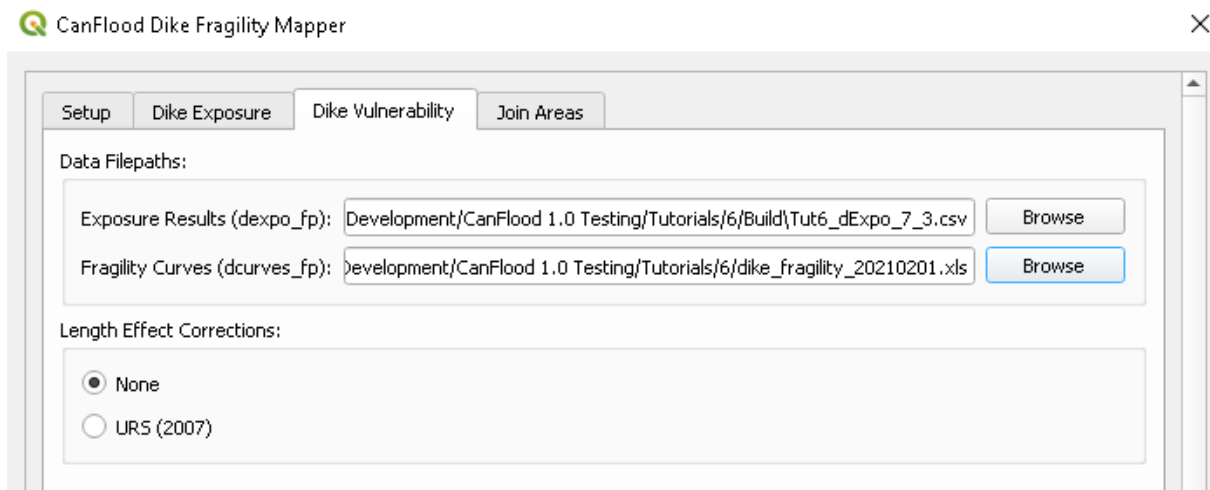 CanFlood Dike Fragility Mapper
Setup Dike Exposure Dike Vulnerability Join Areas
Data Filepaths:
Exposure Results (dexpo_fp): Development/CanFlood 1.0 Testing/Tutorials/6/Build\Tut6_dExpo_7_3.csv Browse
Fragility Curves (dcurves_fp): Development/CanFlood 1.0 Testing/Tutorials/6/dike_fragility_20210201.xls Browse
Length Effect Corrections:
None
URS (2007)